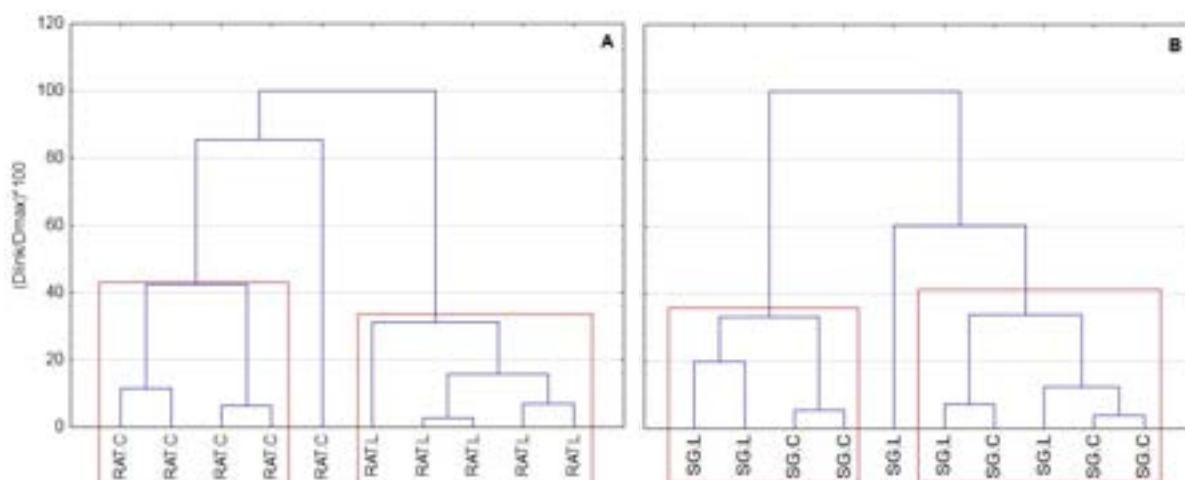 120
100
80
60
40
20
0
(Dlink/Dmax)*100
A
RAT.C
RAT.C
RAT.C
RAT.C
RAT.C
RAT.L
RAT.L
RAT.L
RAT.L
RAT.L
B
SG.L
SG.L
SG.C
SG.C
SG.L
SG.L
SG.C
SG.L
SG.C
SG.C